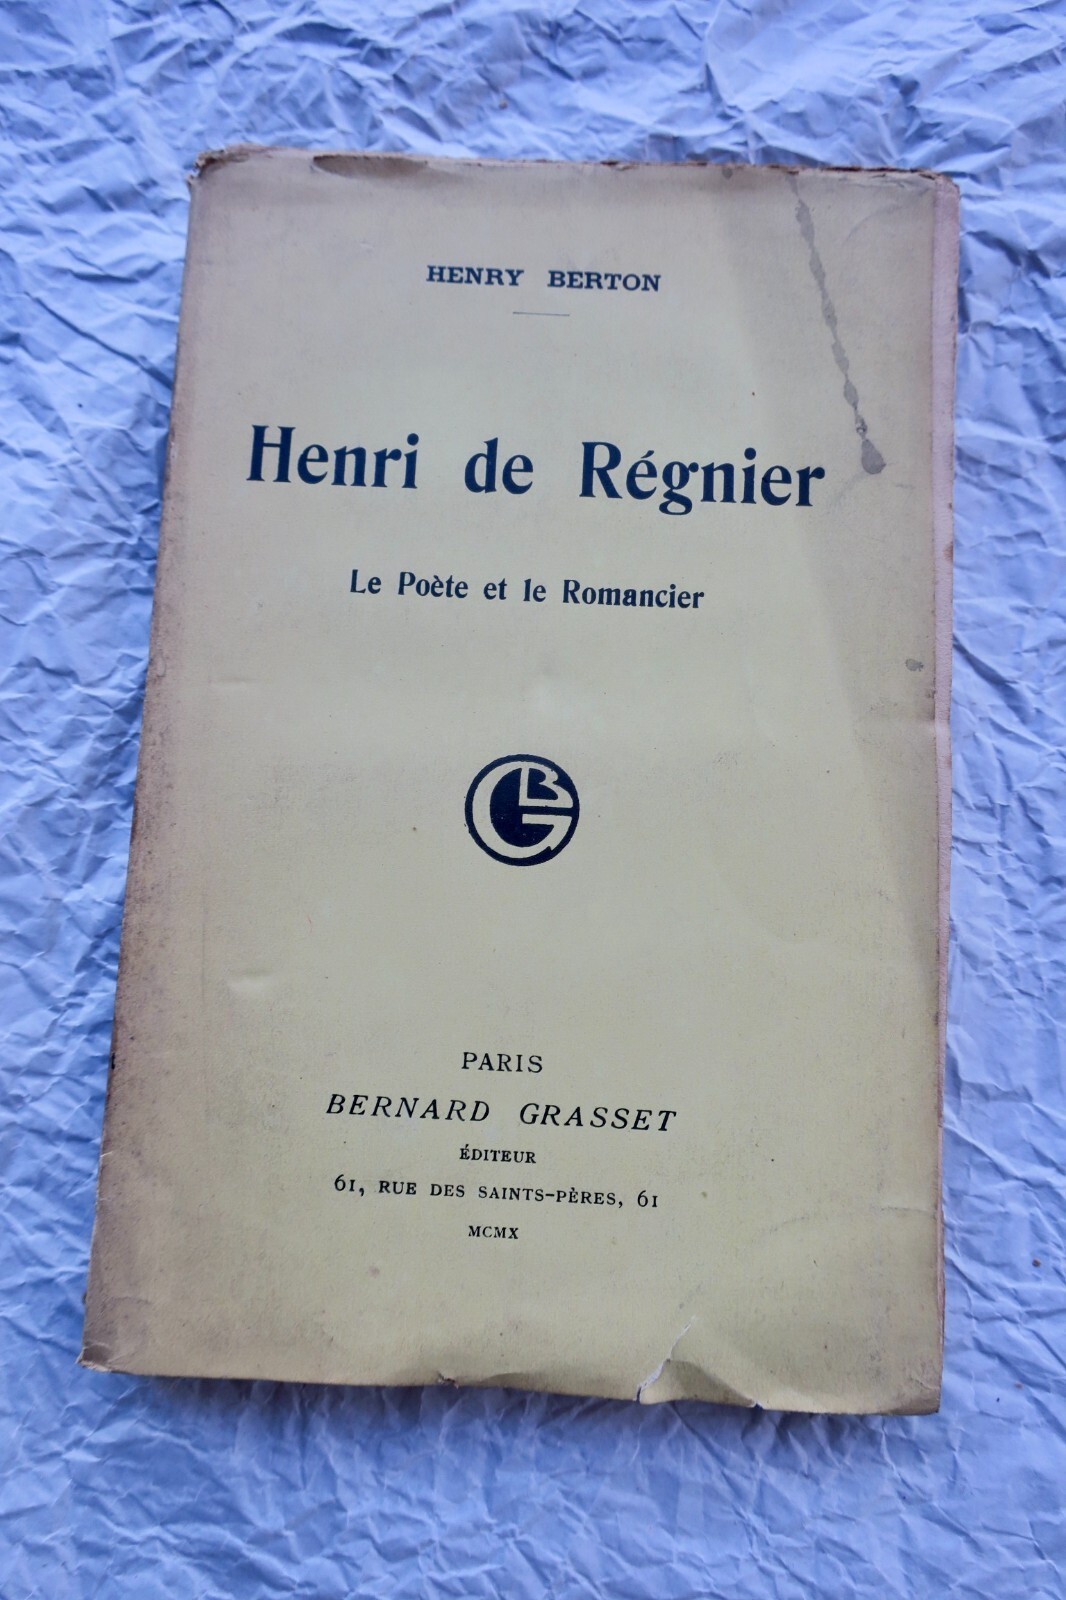 HENRY BERTON
Henri de Régnier
Le Poète et le Romancier
BG
PARIS
BERNARD GRASSET
ÉDITEUR
61, RUE DES SAINTS-PÈRES, 61
MCMX